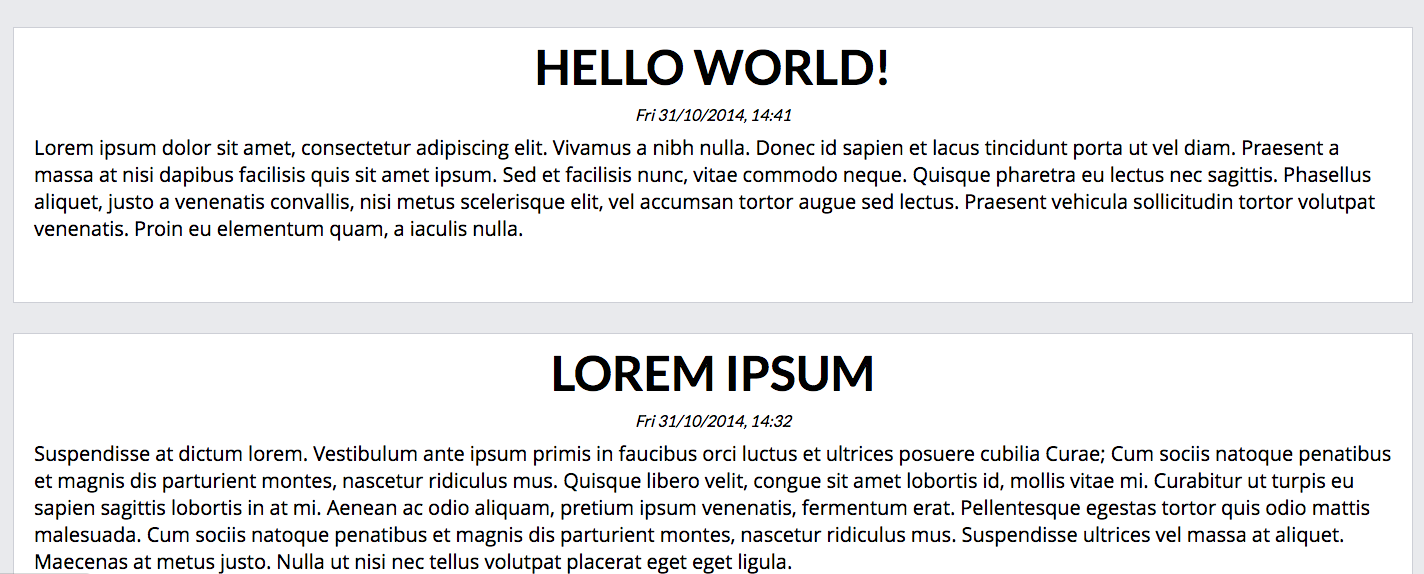 HELLO WORLD!
Fri 31/10/2014, 14:41
Lorem ipsum dolor sit amet, consectetur adipiscing elit. Vivamus a nibh nulla. Donec id sapien et lacus tincidunt porta ut vel diam. Praesent a
massa at nisi dapibus facilisis quis sit amet ipsum. Sed et facilisis nunc, vitae commodo neque. Quisque pharetra eu lectus nec sagittis. Phasellus
aliquet, justo a venenatis convallis, nisi metus scelerisque elit, vel accumsan tortor augue sed lectus. Praesent vehicula sollicitudin tortor volutpat
venenatis. Proin eu elementum quam, a iaculis nulla.
LOREM IPSUM
Fri 31/10/2014, 14:32
Suspendisse at dictum lorem. Vestibulum ante ipsum primis in faucibus orci luctus et ultrices posuere cubilia Curae; Cum sociis natoque penatibus
et magnis dis parturient montes, nascetur ridiculus mus. Quisque libero velit, congue sit amet lobortis id, mollis vitae mi. Curabitur ut turpis eu
sapien sagittis lobortis in at mi. Aenean ac odio aliquam, pretium ipsum venenatis, fermentum erat. Pellentesque egestas tortor quis odio mattis
malesuada. Cum sociis natoque penatibus et magnis dis parturient montes, nascetur ridiculus mus. Suspendisse ultrices vel massa at aliquet.
Maecenas at metus justo. Nulla ut nisi nec tellus volutpat placerat eget eget ligula.